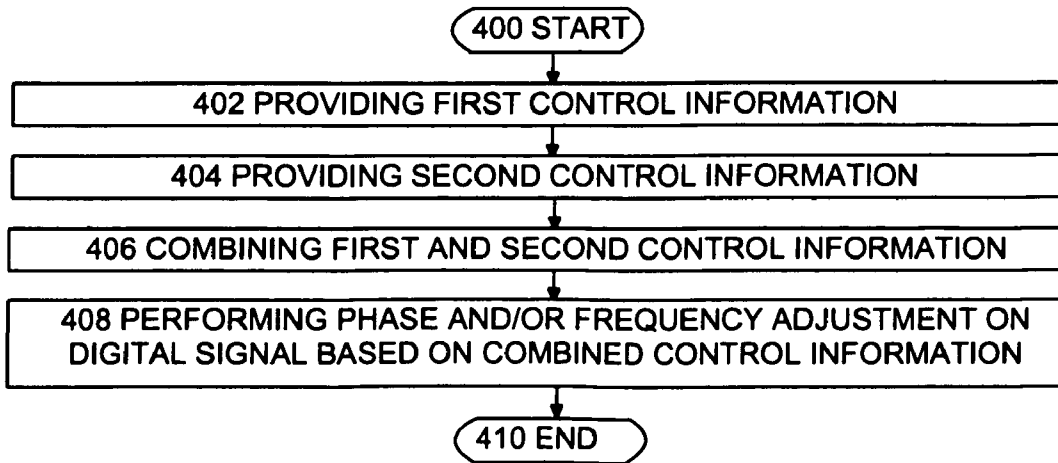 400 START
402 PROVIDING FIRST CONTROL INFORMATION
404 PROVIDING SECOND CONTROL INFORMATION
406 COMBINING FIRST AND SECOND CONTROL INFORMATION
408 PERFORMING PHASE AND/OR FREQUENCY ADJUSTMENT ON
DIGITAL SIGNAL BASED ON COMBINED CONTROL INFORMATION
410 END